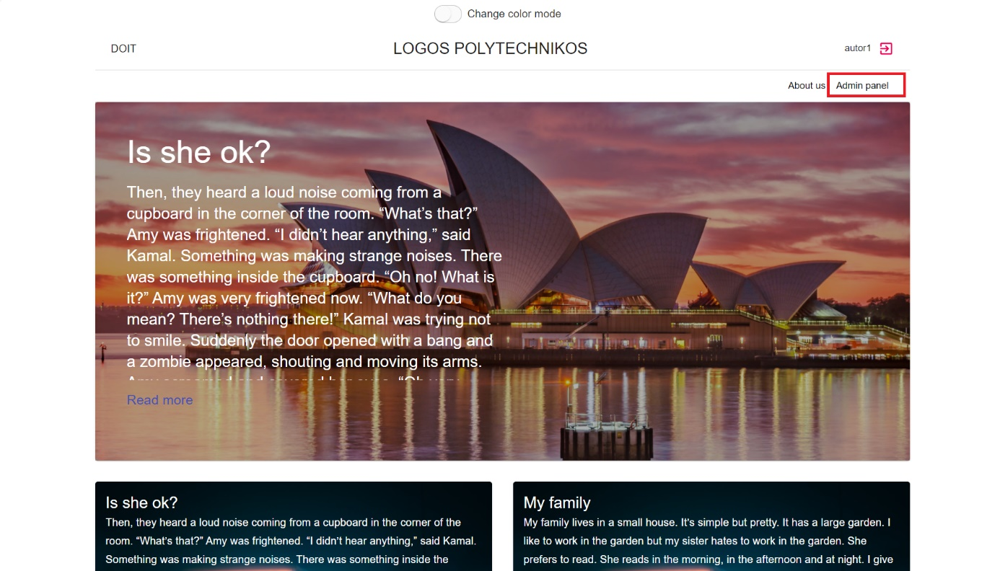 Change color mode
DOIT
LOGOS POLYTECHNIKOS
autor1
About us
Admin panel
Is she ok?
Then, they heard a loud noise coming from a
cupboard in the corner of the room. “What’s that?”
Amy was frightened. “I didn’t hear anything,” said
Kamal. Something was making strange noises. There
was something inside the cupboard. “Oh no! What is
it?” Amy was very frightened now. “What do you
mean? There’s nothing there!” Kamal was trying not
to smile. Suddenly the door opened with a bang and
a zombie appeared, shouting and moving its arms.
Read more
Is she ok?
Then, they heard a loud noise coming from a cupboard in the corner of the
room. “What’s that?” Amy was frightened. “I didn’t hear anything,” said Kamal.
Something was making strange noises. There was something inside the
My family
My family lives in a small house. It's simple but pretty. It has a large garden. I
like to work in the garden but my sister hates to work in the garden. She
prefers to read. She reads in the morning, in the afternoon and at night. I give